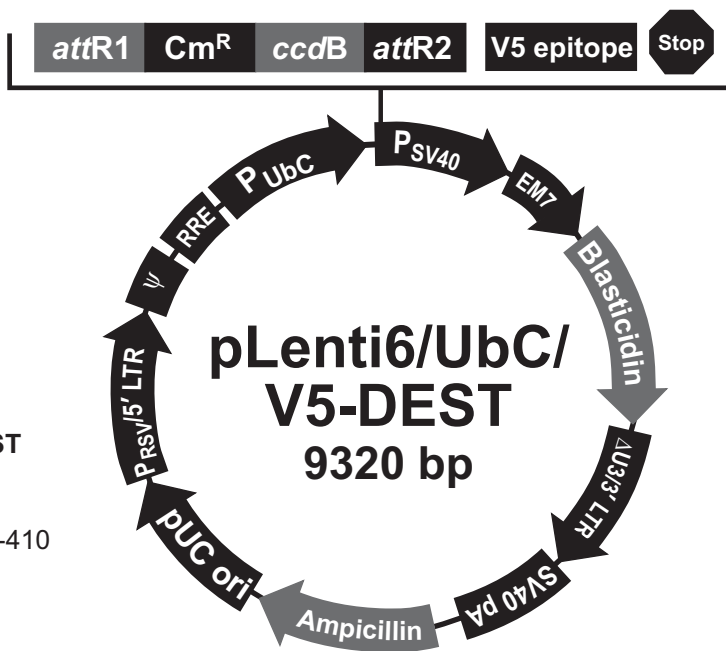 attR1 CmR ccdB attR2 V5 epitope Stop
PSV40
EM7
Blasticidin
ΔU3/3′ LTR
SV40 pA
Ampicillin
pUC ori
PRSV/5′ LTR
ψ
RRE
PUbC
pLenti6/UbC/
V5-DEST
9320 bp
ST
-410